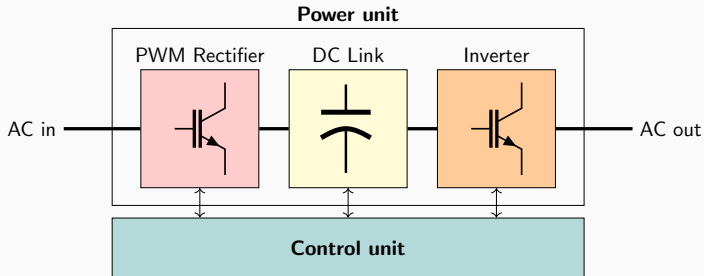 Power unit
PWM Rectifier
DC Link
Inverter
AC in
AC out
Control unit